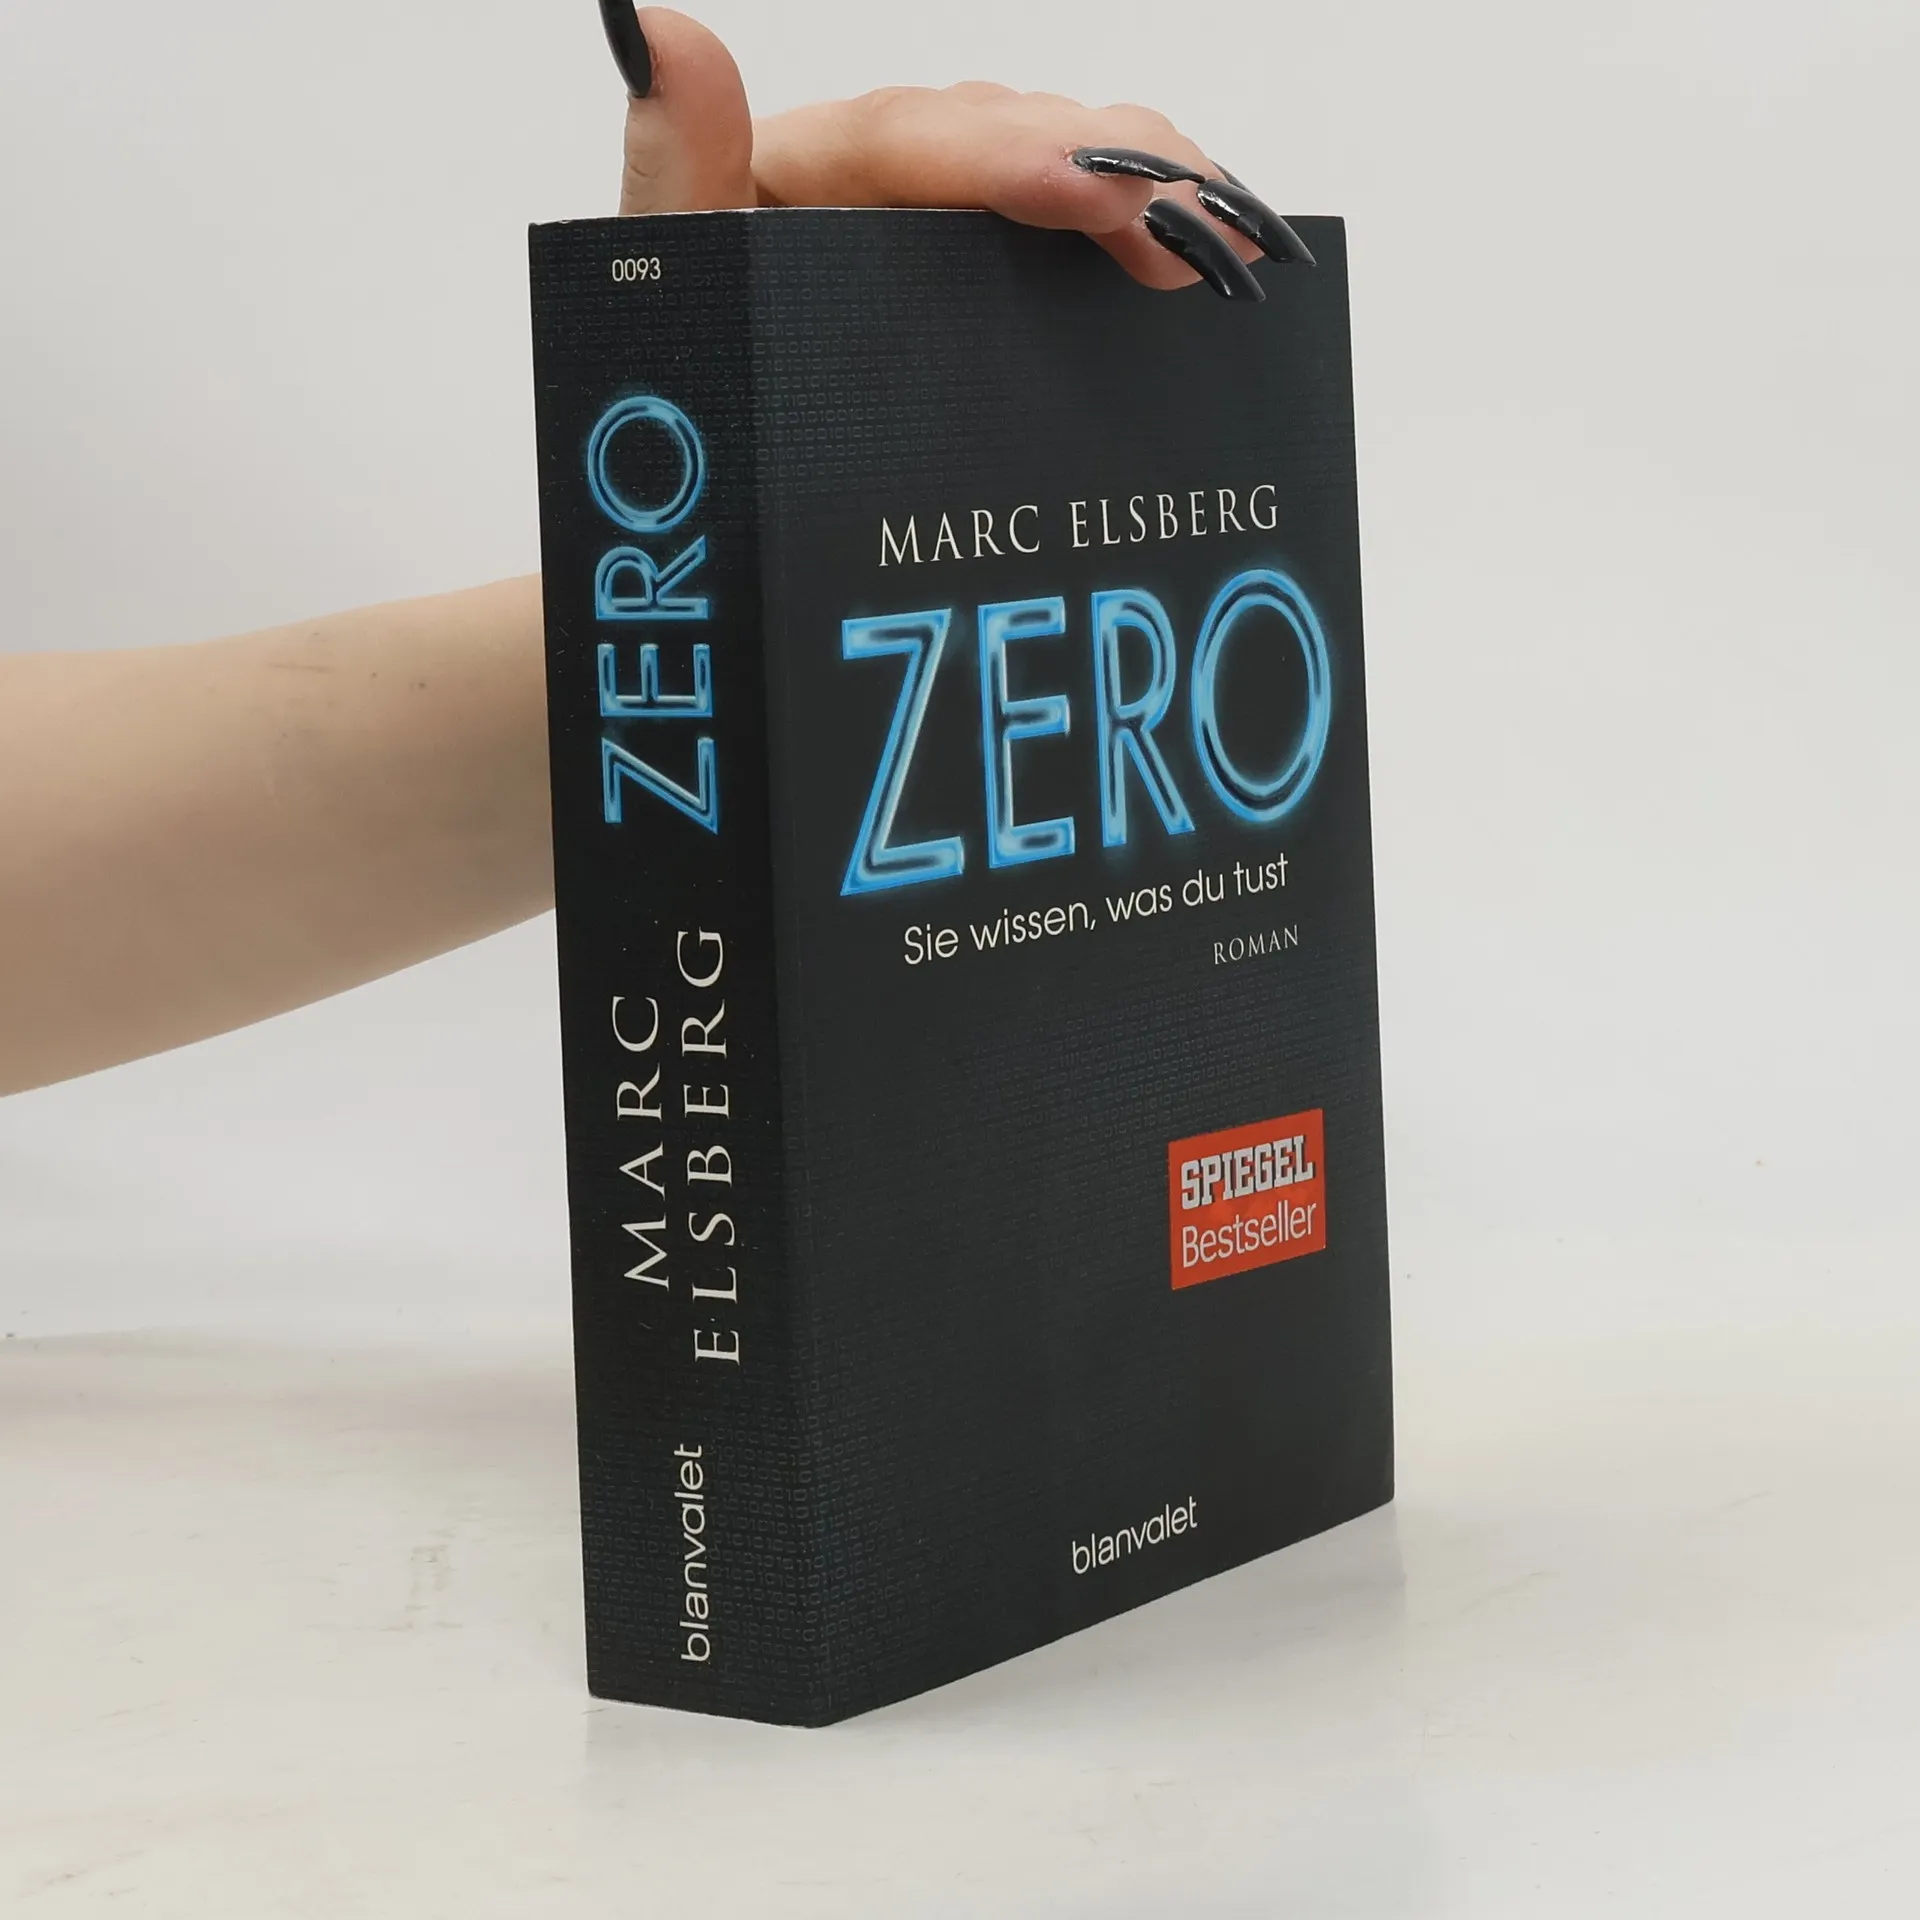 0093
ZERO
MARC
ELSBERG
blanvalet
MARC ELSBERG
ZERO
Sie wissen, was du tust
ROMAN
SPIEGEL
Bestseller
blanvalet